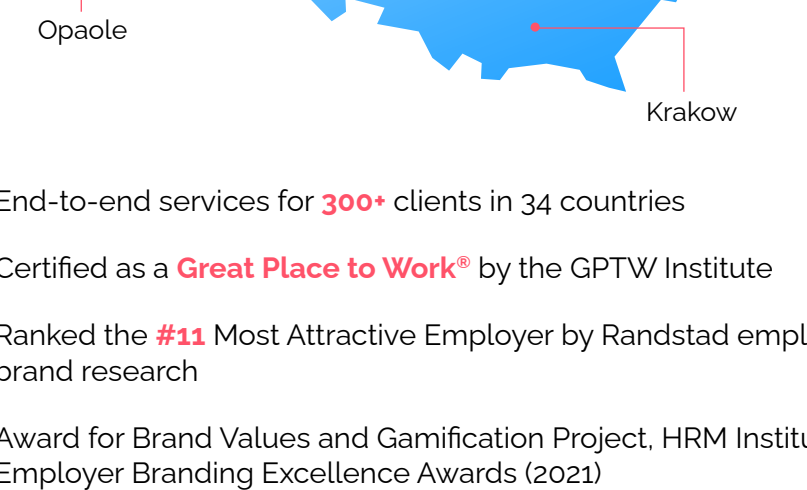 Opaole
Krakow
End-to-end services for 300+ clients in 34 countries
Certified as a Great Place to Work® by the GPTW Institute
Ranked the #11 Most Attractive Employer by Randstad empl
brand research
Award for Brand Values and Gamification Project, HRM Institu
Employer Branding Excellence Awards (2021)